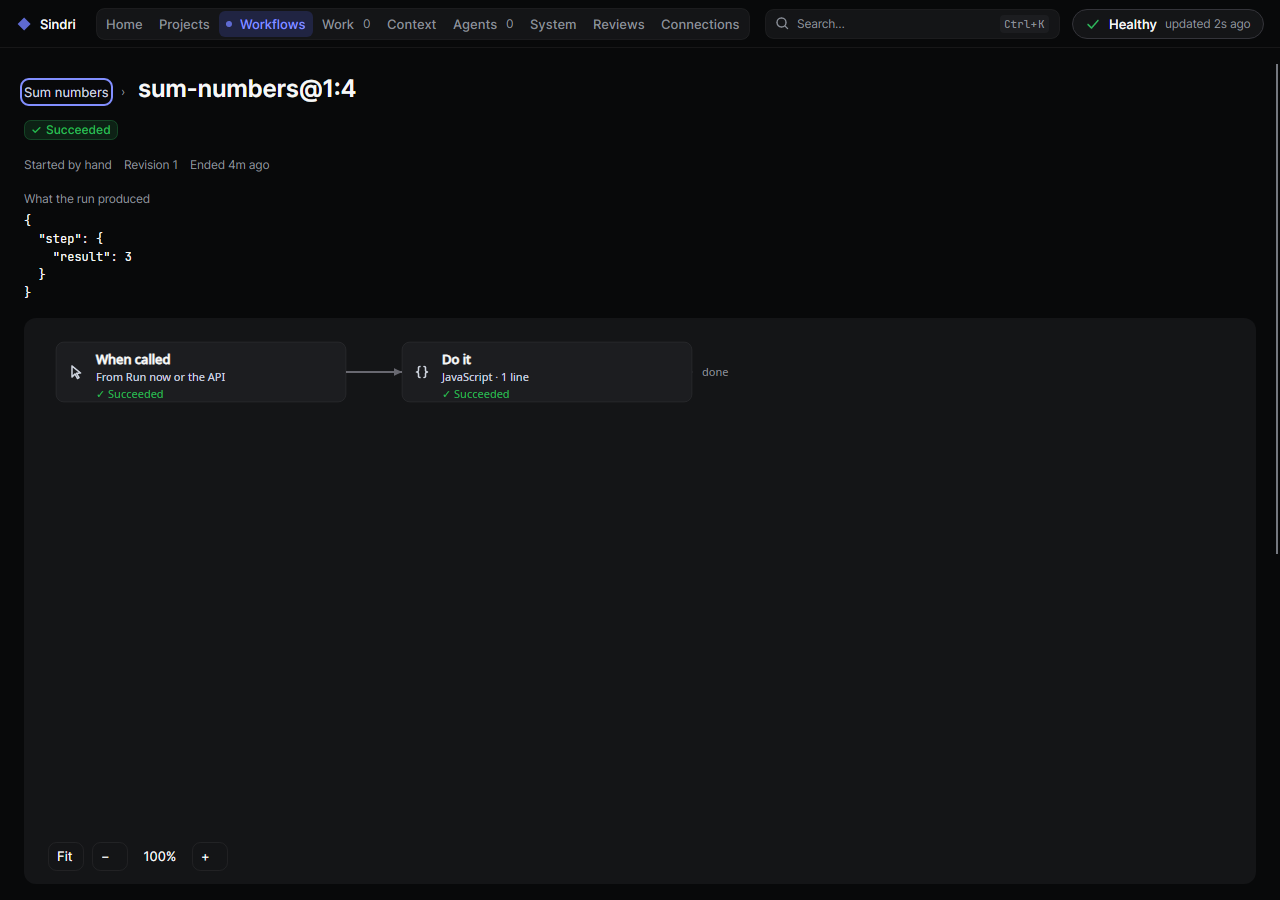 Sindri Home Projects Workflows Work 0 Context Agents 0 System Reviews Connections Search... Ctrl+K Healthy updated 2s ago
Sum numbers › sum-numbers@1:4
✓ Succeeded
Started by hand Revision 1 Ended 4m ago
What the run produced
{
"step": {
"result": 3
}
}
When called
From Run now or the API
✓ Succeeded
{} Do it
JavaScript · 1 line
✓ Succeeded
done
Fit − 100% +